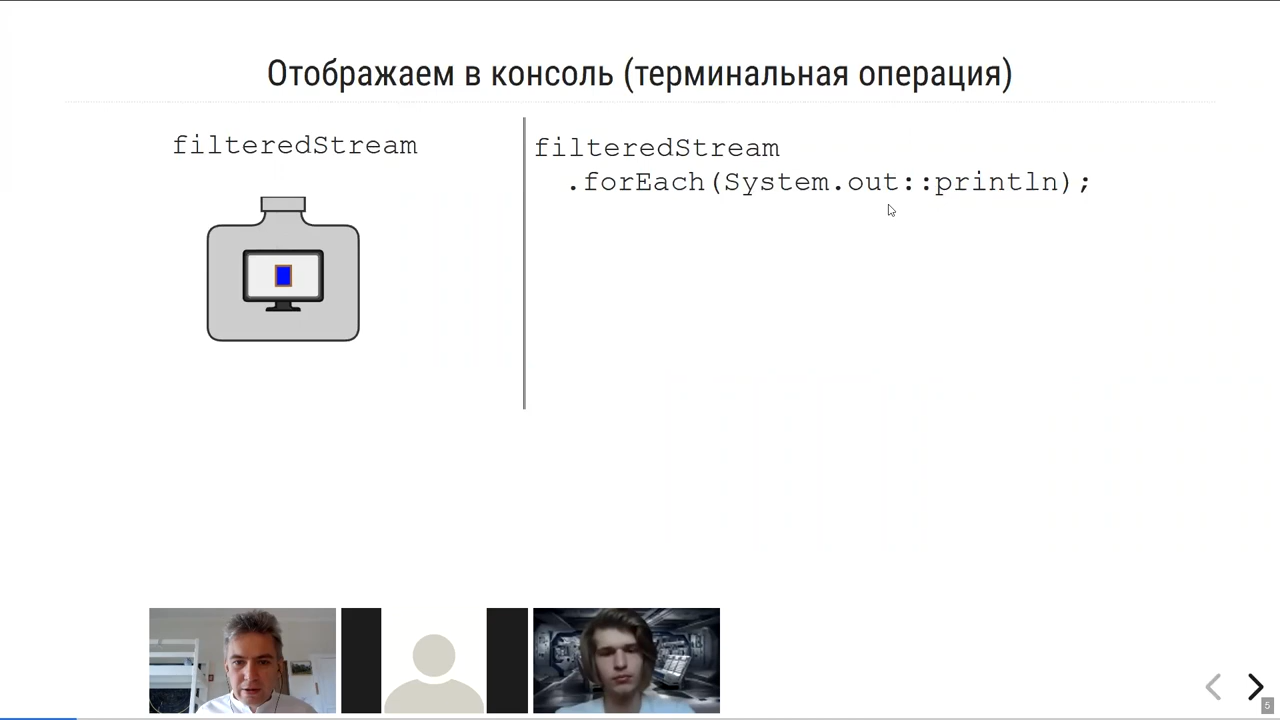 Отображаем в консоль (терминальная операция)
filteredStream
filteredStream
.forEach(System.out::println);
5